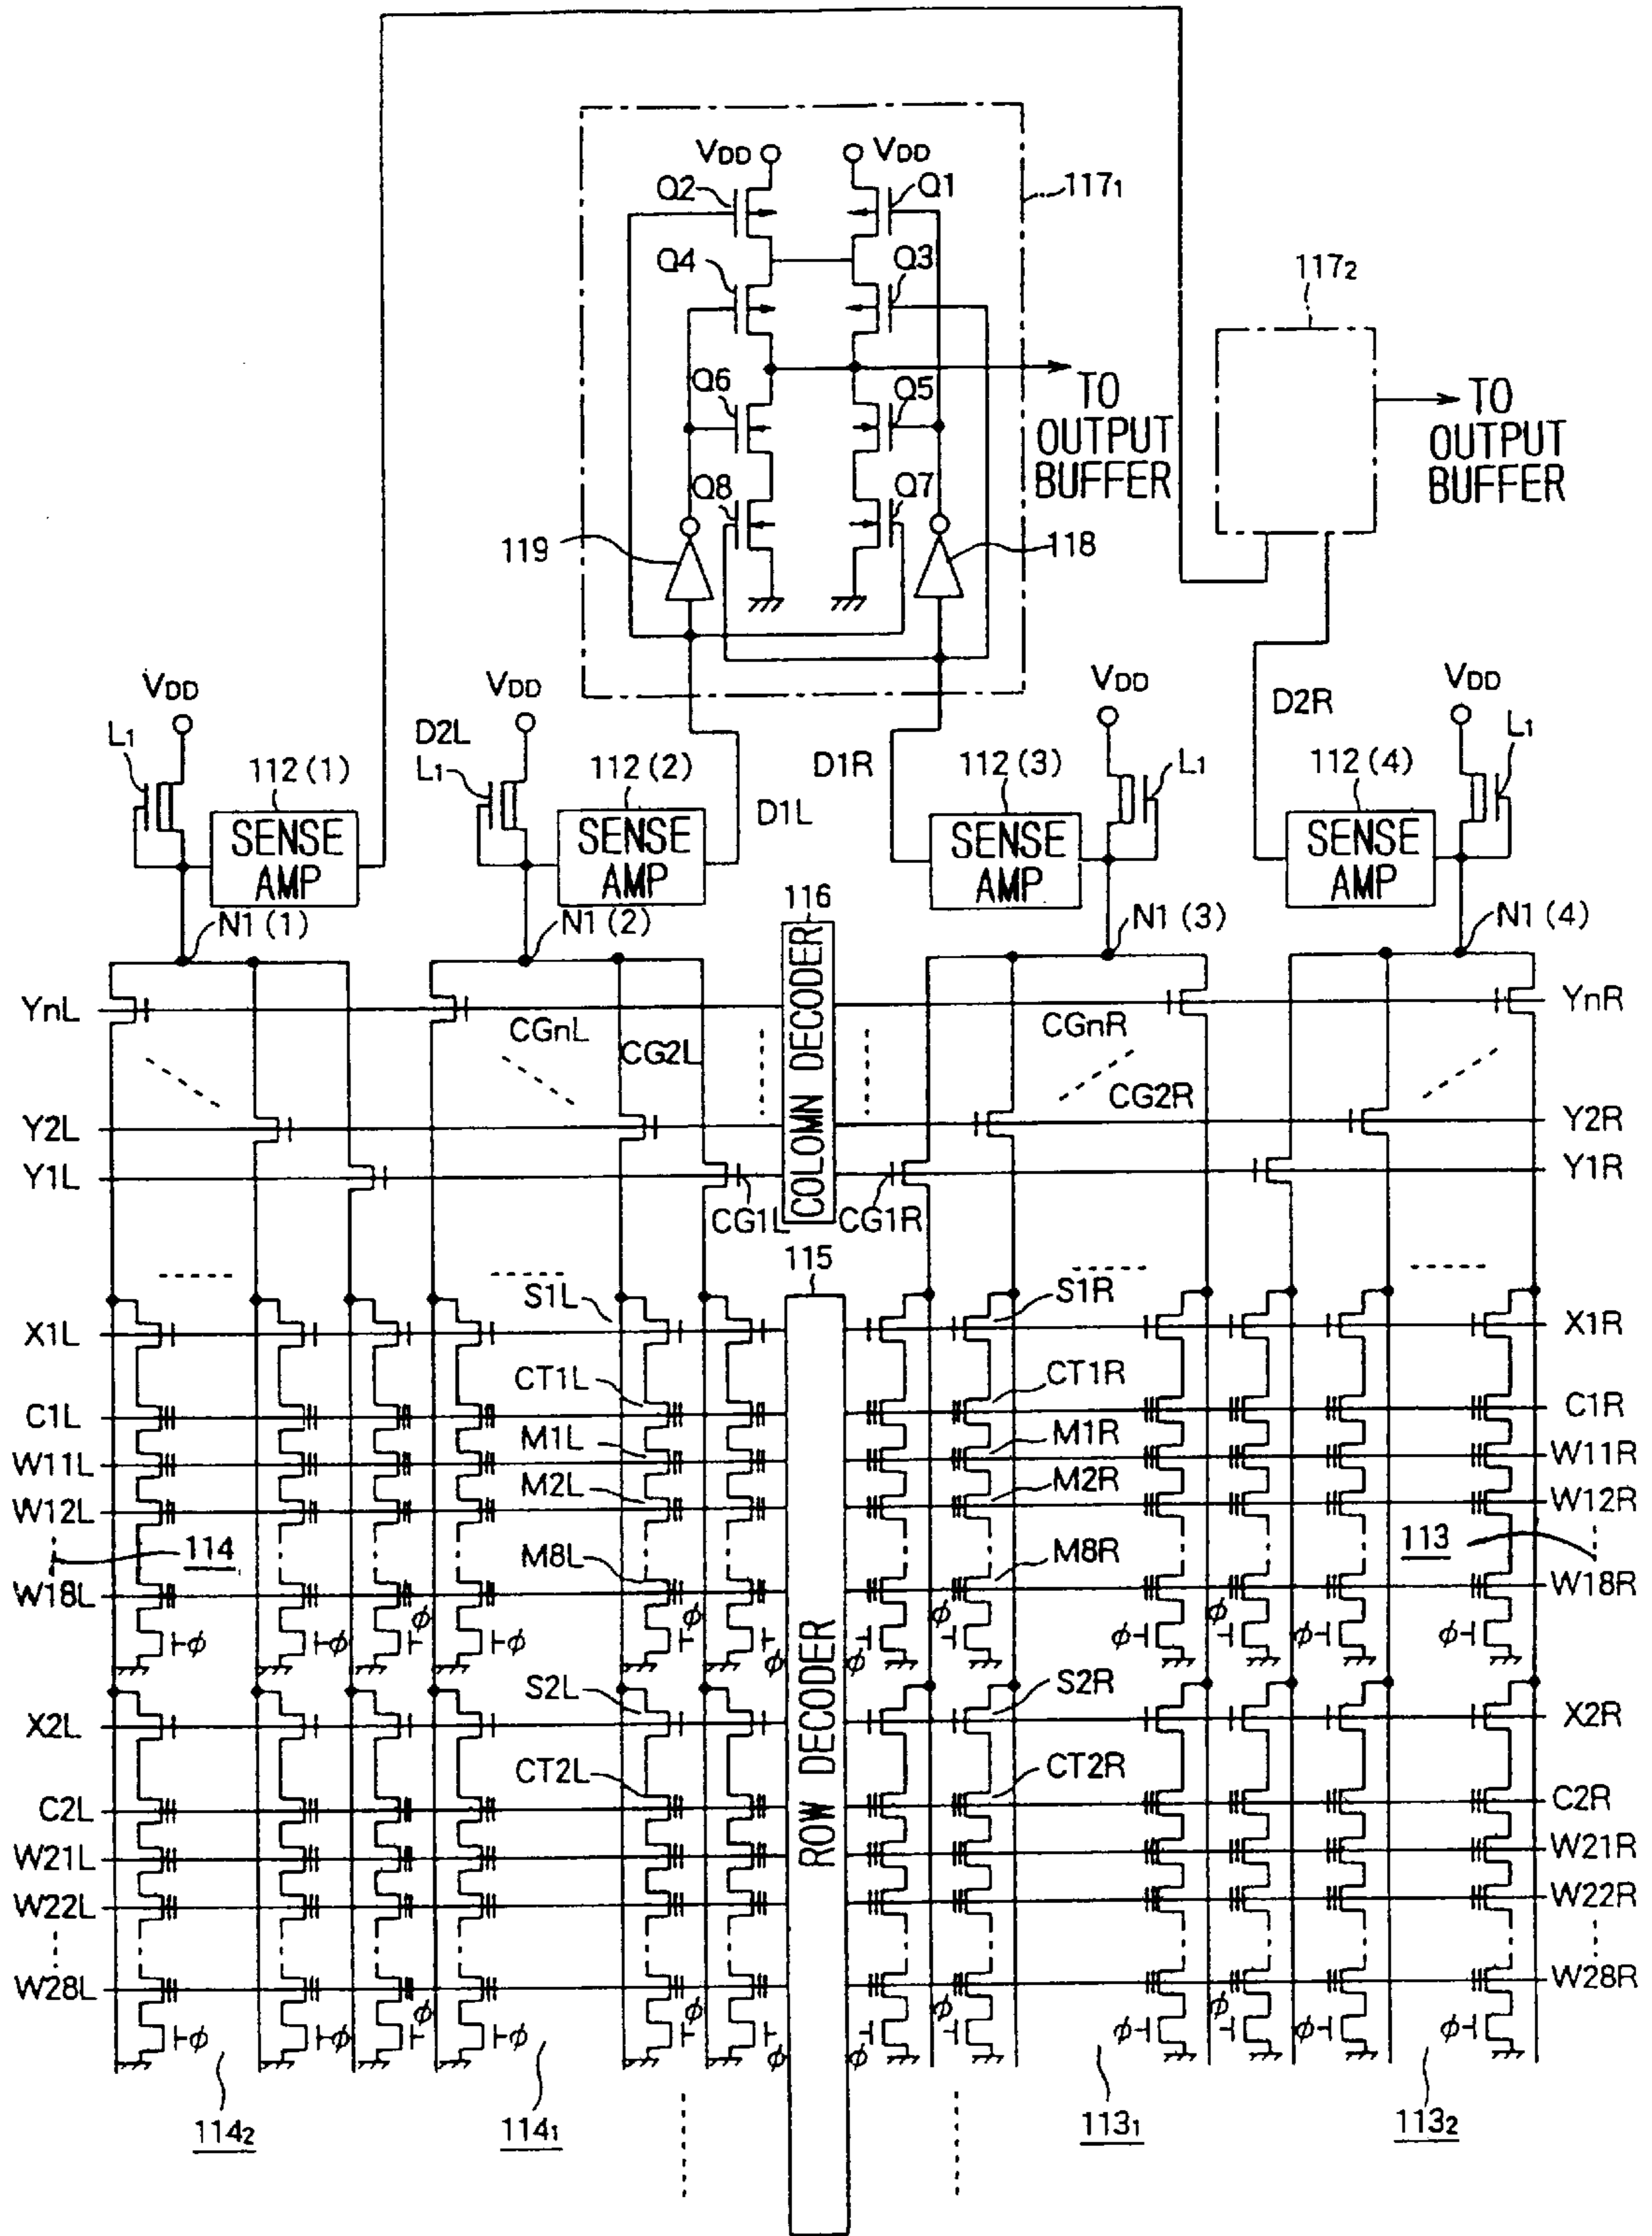 VDD VDD
Q2 Q1 117₁
Q4 Q3
117₂
Q6 Q5
TO
OUTPUT
BUFFER
TO
OUTPUT
BUFFER
Q8 Q7
119 118
VDD VDD VDD VDD
D2L D2R
L1 L1 L1 L1
112 (1) 112 (2) D1R 112 (3) 112 (4)
D1L
SENSE
AMP
SENSE
AMP
SENSE
AMP
SENSE
AMP
116
N1 (1) N1 (2) N1 (3) N1 (4)
COLOMN DECODER
YnL CGnL CGnR YnR
CG2L CG2R
Y2L Y2R
Y1L Y1R
CG1L CG1R
115
S1L S1R
X1L X1R
CT1L CT1R
C1L C1R
M1L M1R
W11L W11R
M2L M2R
W12L W12R
114 113
M8L M8R
W18L W18R
ϕ ϕ ϕ ϕ
ϕ ϕ ϕ ϕ ϕ ϕ
ϕ ϕ
ROW DECODER
S2L S2R
X2L X2R
CT2L CT2R
C2L C2R
W21L W21R
W22L W22R
W28L W28R
ϕ ϕ ϕ ϕ
ϕ ϕ ϕ ϕ ϕ ϕ
ϕ ϕ
114₂ 114₁ 113₁ 113₂